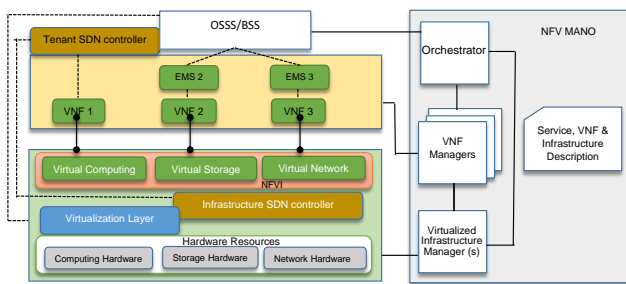 OSSS/BSS
NFV MANO
Tenant SDN controller
Orchestrator
EMS 2
EMS 3
VNF 1
VNF 2
VNF 3
VNF
Managers
Service, VNF &
Infrastructure
Description
Virtual Computing
Virtual Storage
Virtual Network
NFVI
Infrastructure SDN controller
Virtualization Layer
Virtualized
Infrastructure
Manager (s)
Hardware Resources
Computing Hardware
Storage Hardware
Network Hardware